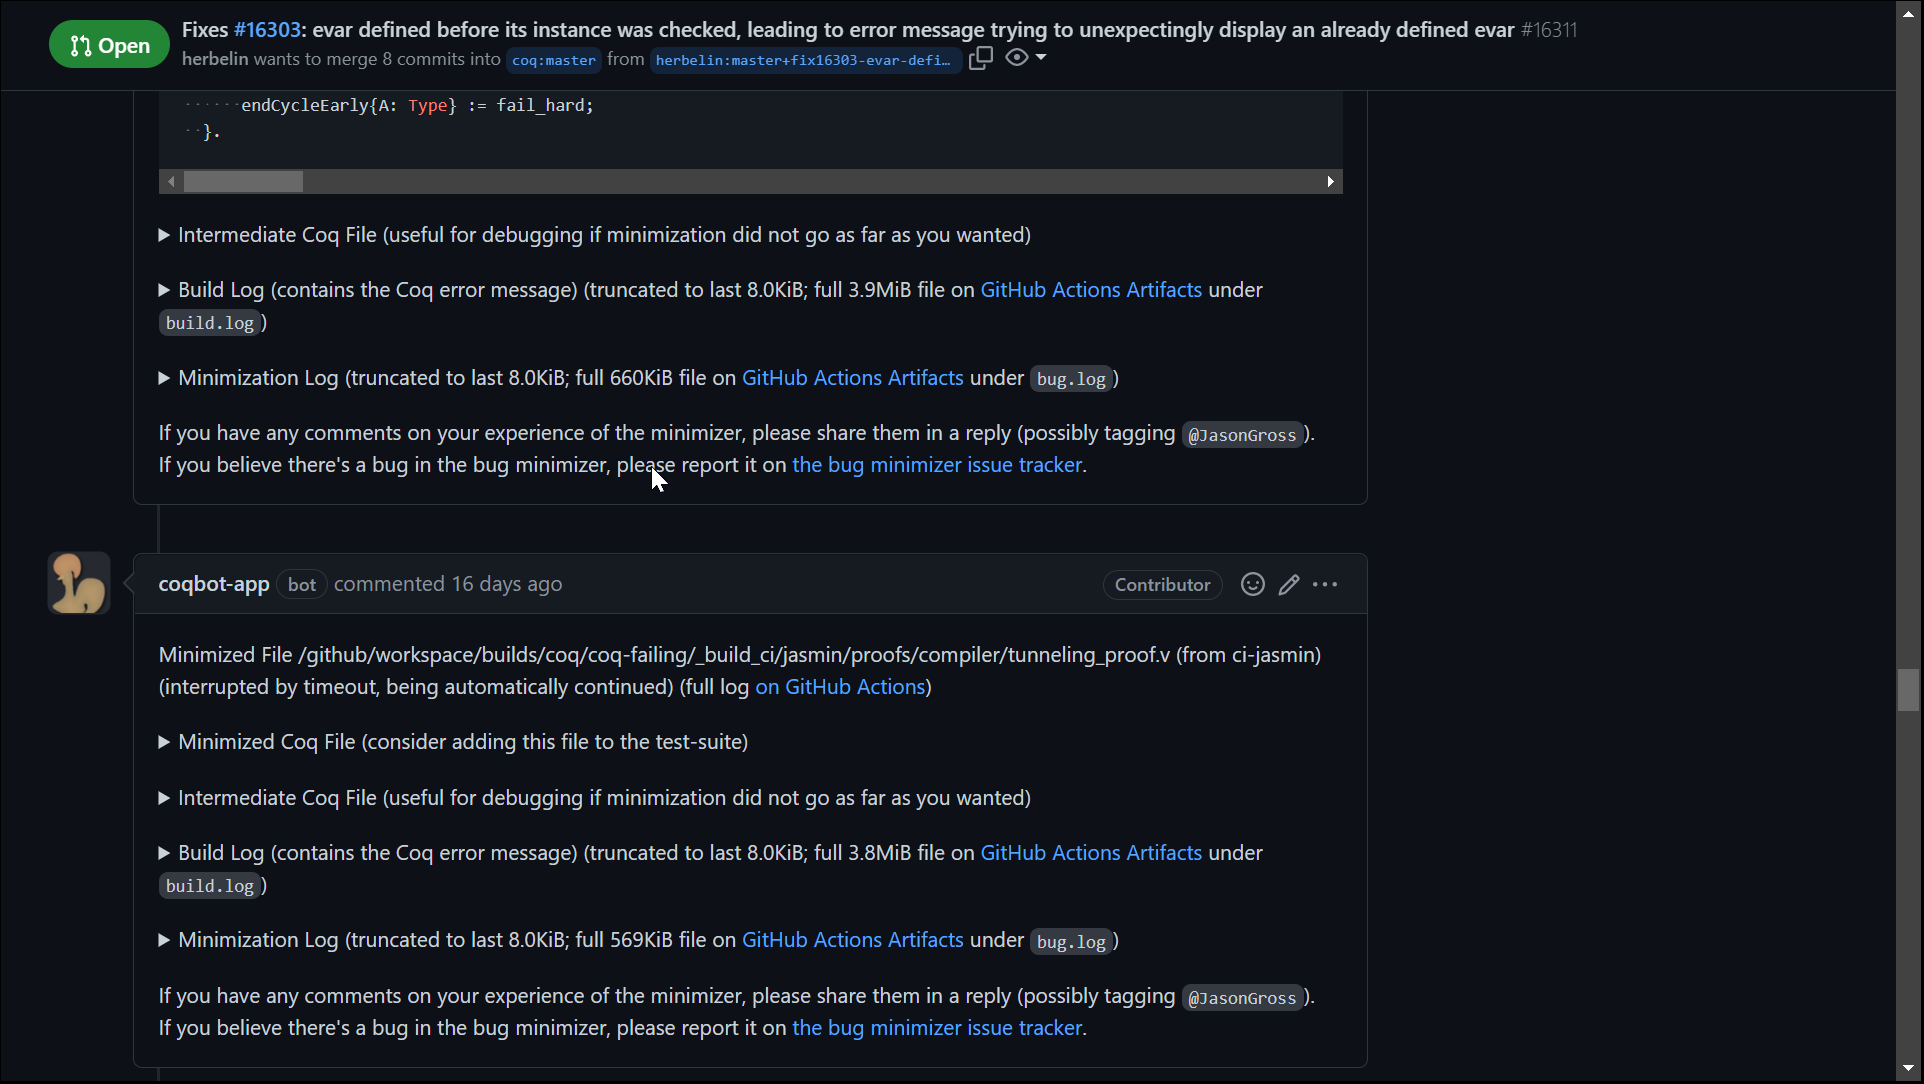 Open
Fixes #16303: evar defined before its instance was checked, leading to error message trying to unexpectingly display an already defined evar #16311
herbelin wants to merge 8 commits into coq:master from herbelin:master+fix16303-evar-defi…
······endCycleEarly{A: Type} := fail_hard;
··}.
Intermediate Coq File (useful for debugging if minimization did not go as far as you wanted)
Build Log (contains the Coq error message) (truncated to last 8.0KiB; full 3.9MiB file on GitHub Actions Artifacts under
build.log)
Minimization Log (truncated to last 8.0KiB; full 660KiB file on GitHub Actions Artifacts under bug.log)
If you have any comments on your experience of the minimizer, please share them in a reply (possibly tagging @JasonGross).
If you believe there's a bug in the bug minimizer, please report it on the bug minimizer issue tracker.
coqbot-app bot commented 16 days ago
Contributor
Minimized File /github/workspace/builds/coq/coq-failing/_build_ci/jasmin/proofs/compiler/tunneling_proof.v (from ci-jasmin)
(interrupted by timeout, being automatically continued) (full log on GitHub Actions)
Minimized Coq File (consider adding this file to the test-suite)
Intermediate Coq File (useful for debugging if minimization did not go as far as you wanted)
Build Log (contains the Coq error message) (truncated to last 8.0KiB; full 3.8MiB file on GitHub Actions Artifacts under
build.log)
Minimization Log (truncated to last 8.0KiB; full 569KiB file on GitHub Actions Artifacts under bug.log)
If you have any comments on your experience of the minimizer, please share them in a reply (possibly tagging @JasonGross).
If you believe there's a bug in the bug minimizer, please report it on the bug minimizer issue tracker.